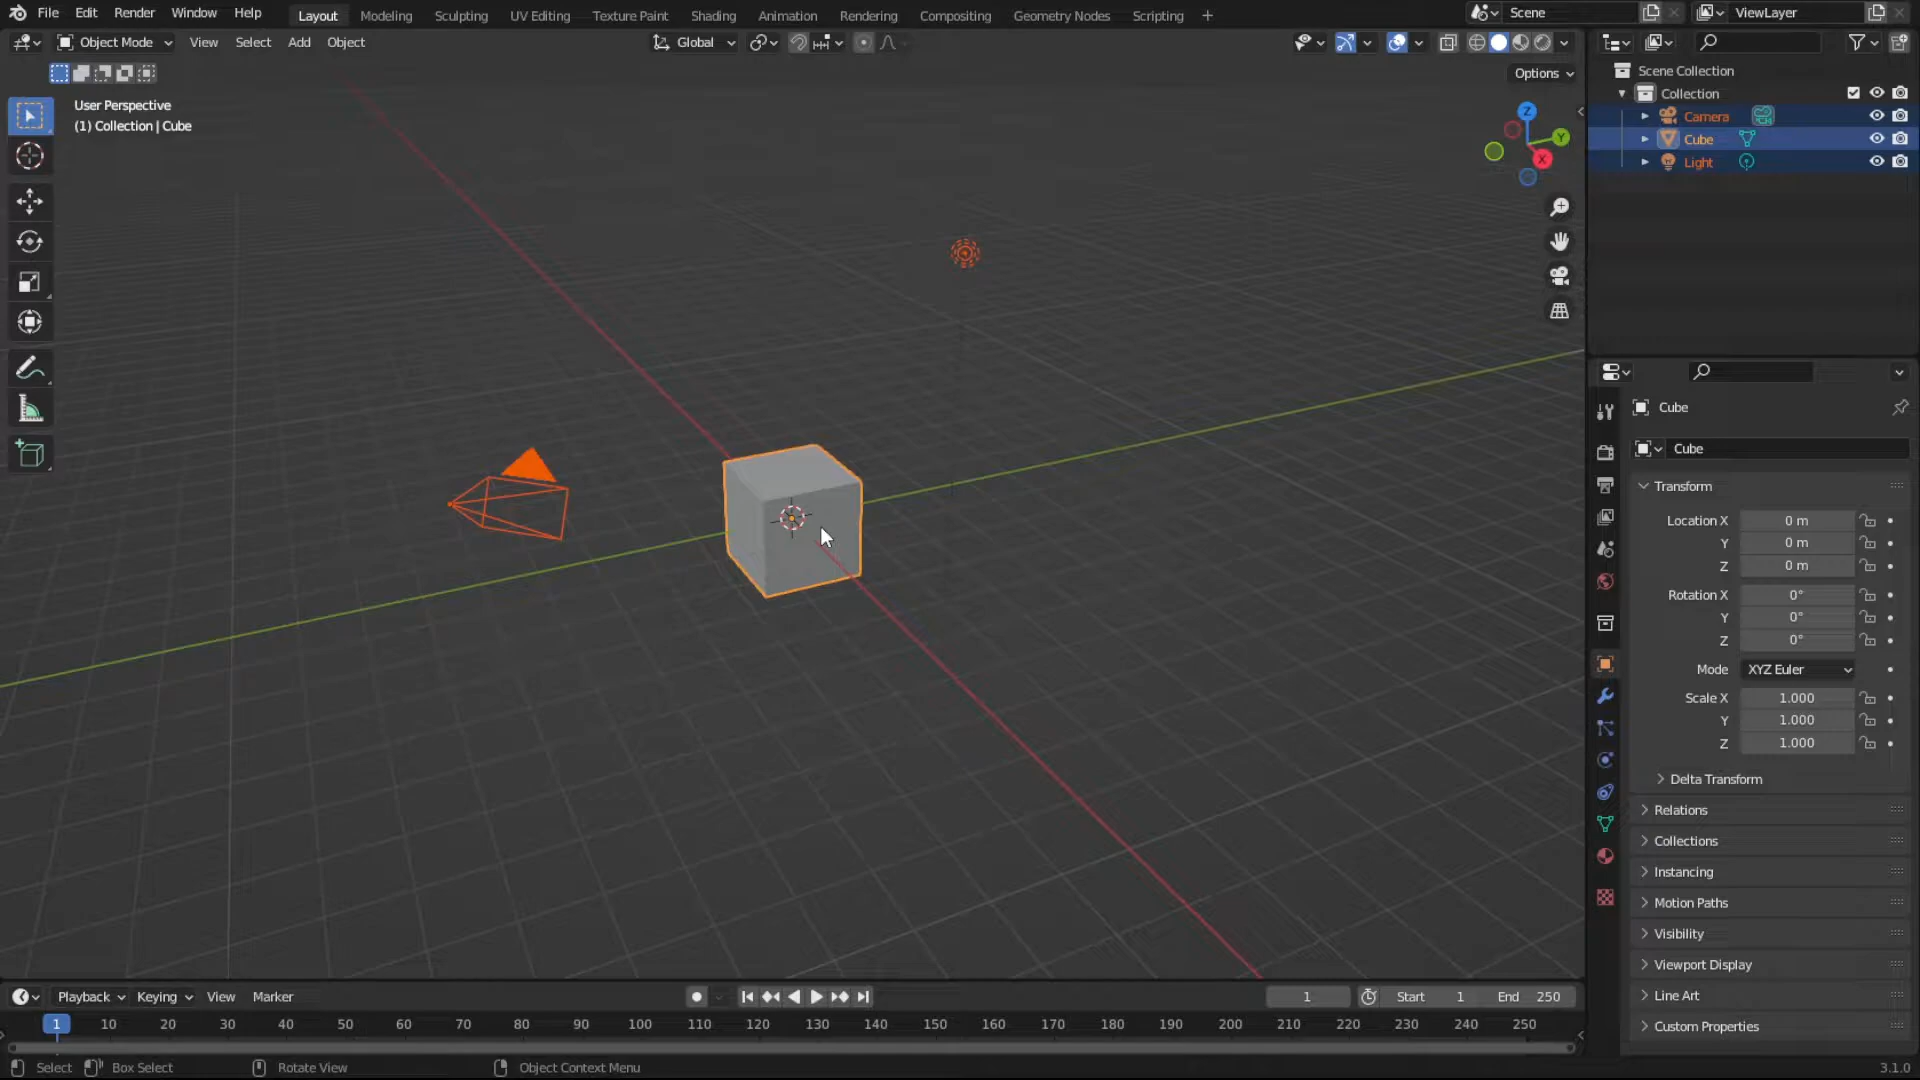 File Edit Render Window Help Layout Modeling Sculpting UV Editing Texture Paint Shading Animation Rendering Compositing Geometry Nodes Scripting + Scene ViewLayer
Object Mode View Select Add Object Global
Options
User Perspective
(1) Collection | Cube
Z
Y
X
Scene Collection
Collection
Camera
Cube
Light
Cube
Cube
Transform
Location X 0 m
Y 0 m
Z 0 m
Rotation X 0°
Y 0°
Z 0°
Mode XYZ Euler
Scale X 1.000
Y 1.000
Z 1.000
Delta Transform
Relations
Collections
Instancing
Motion Paths
Visibility
Viewport Display
Line Art
Custom Properties
Playback Keying View Marker 1 Start 1 End 250
1 10 20 30 40 50 60 70 80 90 100 110 120 130 140 150 160 170 180 190 200 210 220 230 240 250
Select Box Select Rotate View Object Context Menu 3.1.0